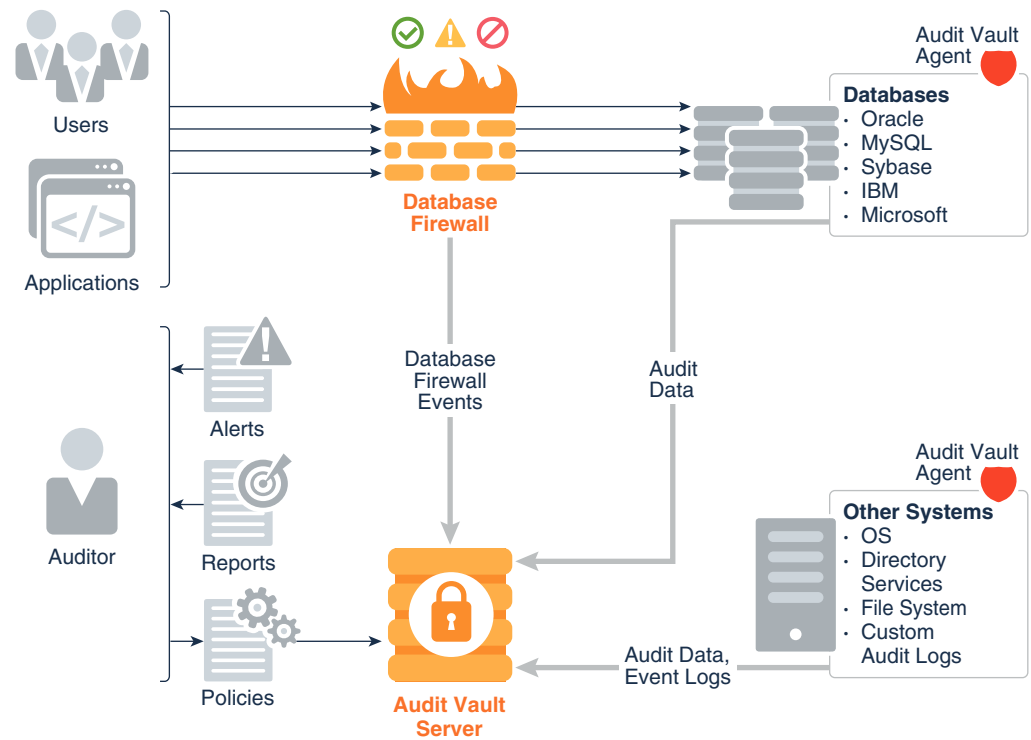 Users
</>
Applications
Database
Firewall
Audit Vault
Agent
Databases
· Oracle
· MySQL
· Sybase
· IBM
· Microsoft
Database
Firewall
Events
Audit
Data
Alerts
Auditor
Reports
Policies
Audit Vault
Agent
Other Systems
· OS
· Directory
Services
· File System
· Custom
Audit Logs
Audit Data,
Event Logs
Audit Vault
Server